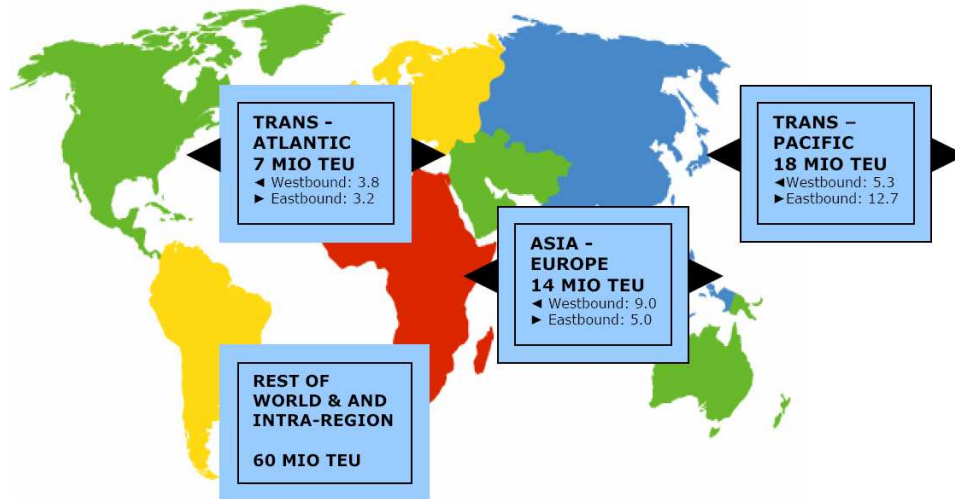 TRANS -
ATLANTIC
7 MIO TEU
◄ Westbound: 3.8
► Eastbound: 3.2
TRANS –
PACIFIC
18 MIO TEU
◄Westbound: 5.3
►Eastbound: 12.7
ASIA -
EUROPE
14 MIO TEU
◄ Westbound: 9.0
► Eastbound: 5.0
REST OF
WORLD & AND
INTRA-REGION
60 MIO TEU